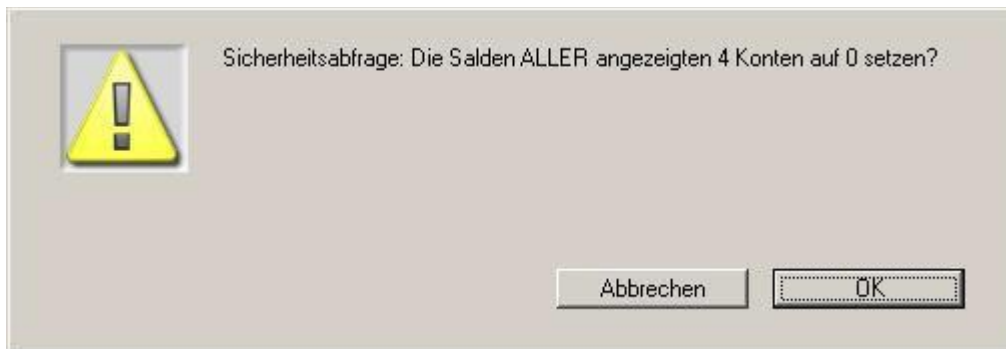 Sicherheitsabfrage: Die Salden ALLER angezeigten 4 Konten auf 0 setzen?
Abbrechen
OK